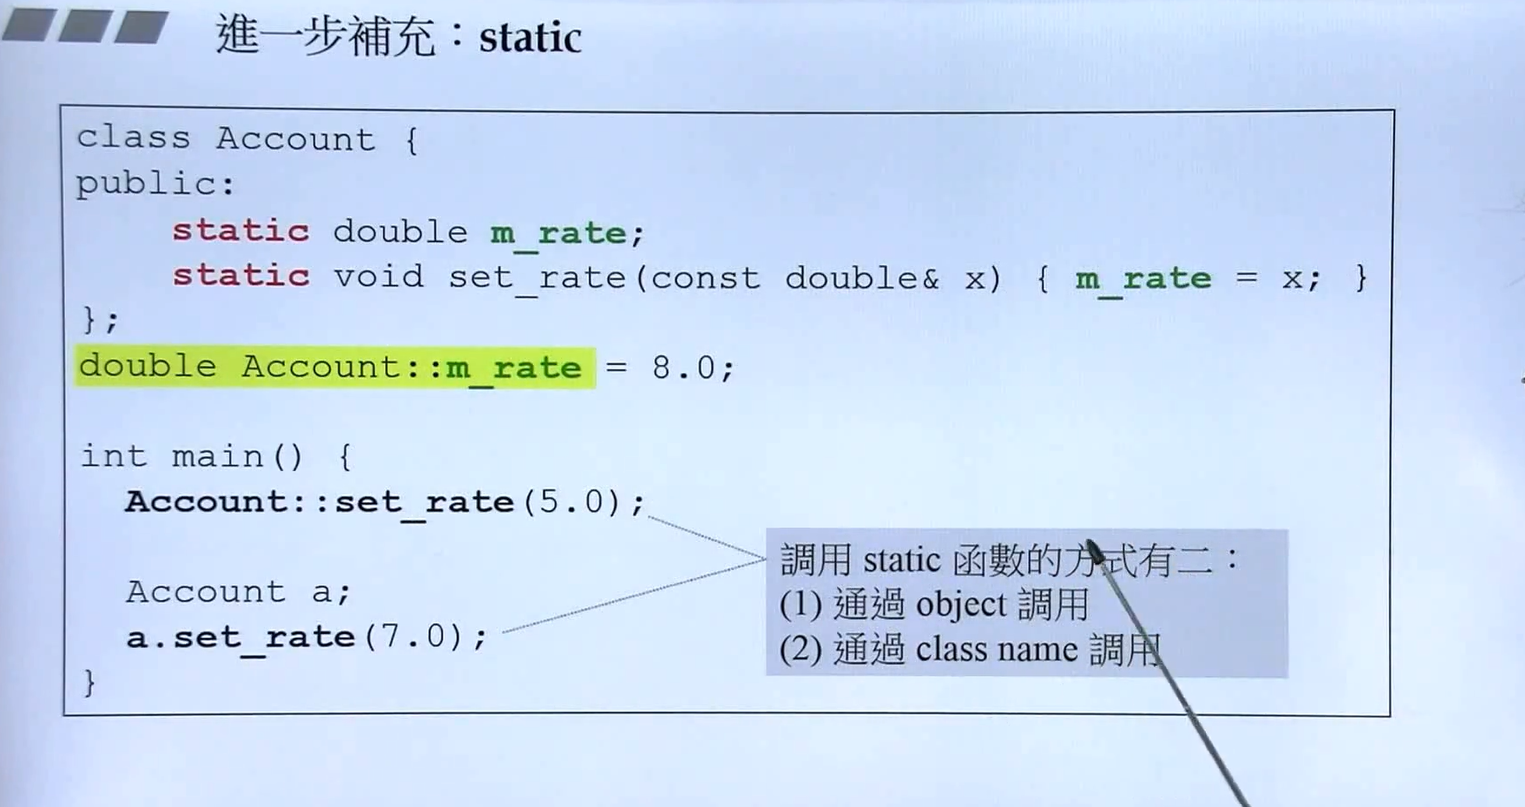 進一步補充：static
class Account {
public:
static double m_rate;
static void set_rate(const double& x) { m_rate = x; }
};
double Account::m_rate = 8.0;
int main() {
Account::set_rate(5.0);
Account a;
a.set_rate(7.0);
}
調用 static 函數的方式有二：
(1) 通過 object 調用
(2) 通過 class name 調用